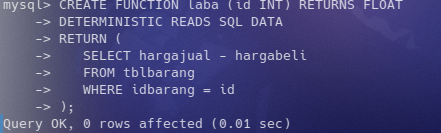 mysql> CREATE FUNCTION laba (id INT) RETURNS FLOAT
    -> DETERMINISTIC READS SQL DATA
    -> RETURN (
    ->    SELECT hargajual - hargabeli
    ->    FROM tblbarang
    ->    WHERE idbarang = id
    -> );
Query OK, 0 rows affected (0.01 sec)